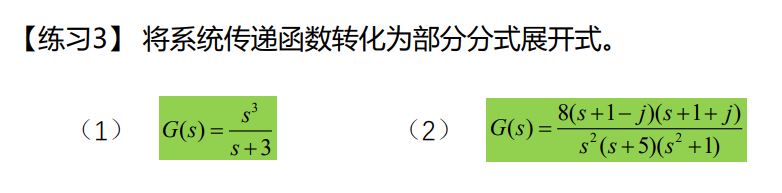 【练习3】 将系统传递函数转化为部分分式展开式。
（1） G(s) = s³/(s+3) （2） G(s) = 8(s+1−j)(s+1+j)/(s²(s+5)(s²+1))